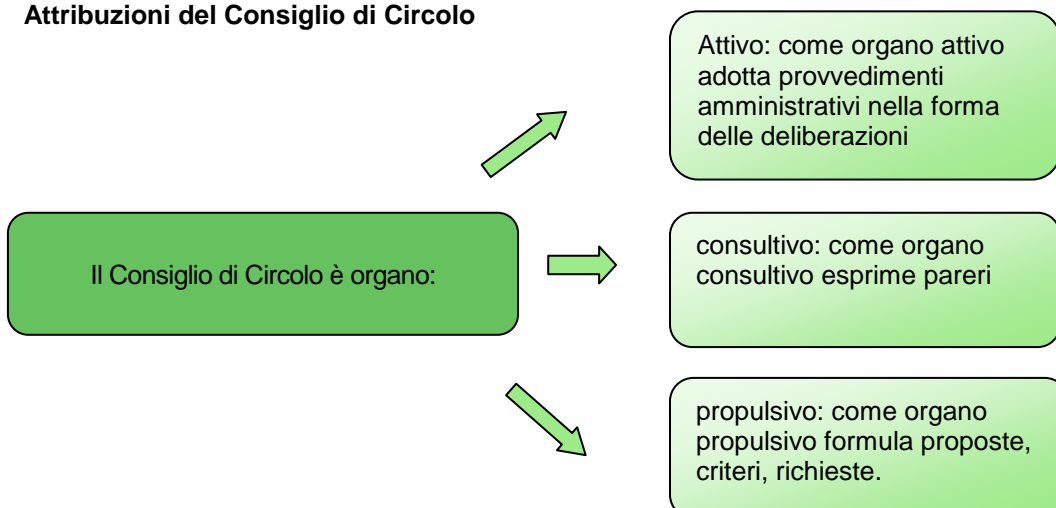 Attribuzioni del Consiglio di Circolo
Attivo: come organo attivo
adotta provvedimenti
amministrativi nella forma
delle deliberazioni
Il Consiglio di Circolo è organo:
consultivo: come organo
consultivo esprime pareri
propulsivo: come organo
propulsivo formula proposte,
criteri, richieste.